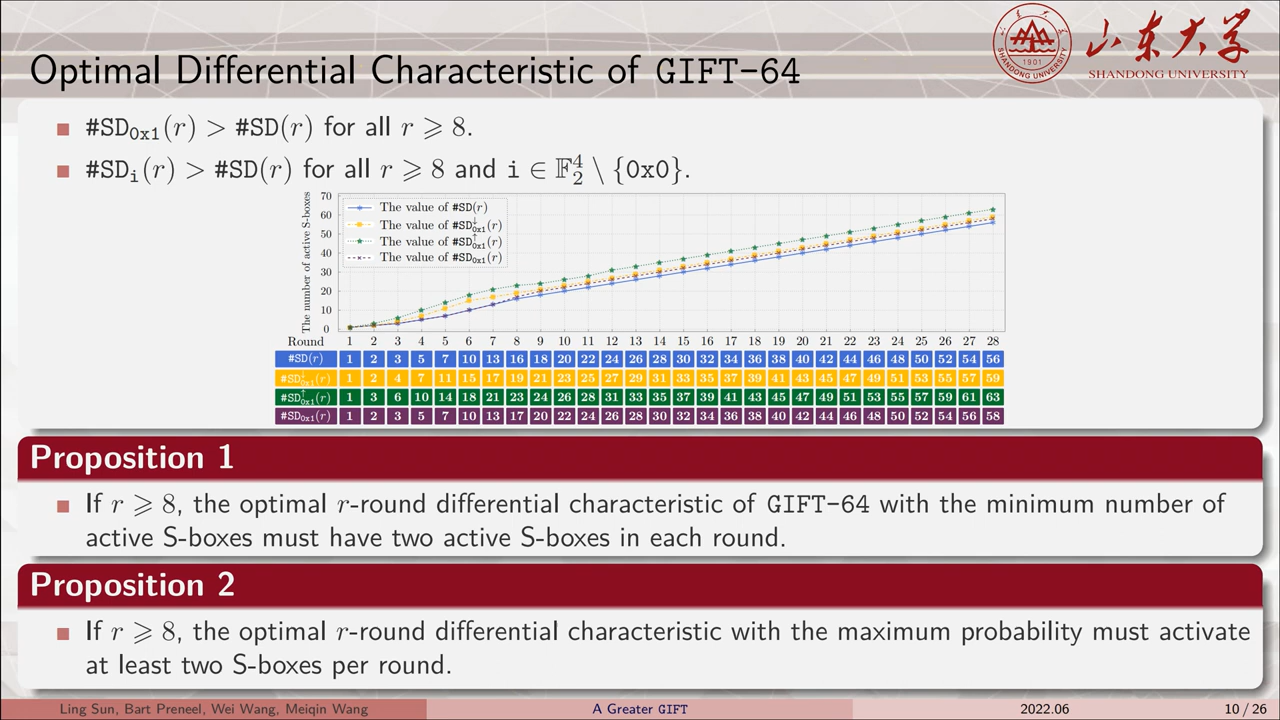 山东大学
SHANDONG UNIVERSITY
SHANDONG UNIVERSITY
1901
Optimal Differential Characteristic of GIFT-64
#SD0x1(r) > #SD(r) for all r ⩾ 8.
#SDi(r) > #SD(r) for all r ⩾ 8 and i ∈ 𝔽₂⁴ \ {0x0}.
The number of active S-boxes
70
60
50
40
30
20
10
0
The value of #SD(r)
The value of #SD↓0x1(r)
The value of #SD↑0x1(r)
The value of #SD0x1(r)
Round 1 2 3 4 5 6 7 8 9 10 11 12 13 14 15 16 17 18 19 20 21 22 23 24 25 26 27 28
#SD(r) 1 2 3 5 7 10 13 16 18 20 22 24 26 28 30 32 34 36 38 40 42 44 46 48 50 52 54 56
#SD↓0x1(r) 1 2 4 7 11 15 17 19 21 23 25 27 29 31 33 35 37 39 41 43 45 47 49 51 53 55 57 59
#SD↑0x1(r) 1 3 6 10 14 18 21 23 24 26 28 31 33 35 37 39 41 43 45 47 49 51 53 55 57 59 61 63
#SD0x1(r) 1 2 3 5 7 10 13 17 20 22 24 26 28 30 32 34 36 38 40 42 44 46 48 50 52 54 56 58
Proposition 1
If r ⩾ 8, the optimal r-round differential characteristic of GIFT-64 with the minimum number of
active S-boxes must have two active S-boxes in each round.
Proposition 2
If r ⩾ 8, the optimal r-round differential characteristic with the maximum probability must activate
at least two S-boxes per round.
Ling Sun, Bart Preneel, Wei Wang, Meiqin Wang
A Greater GIFT
2022.06
10 / 26